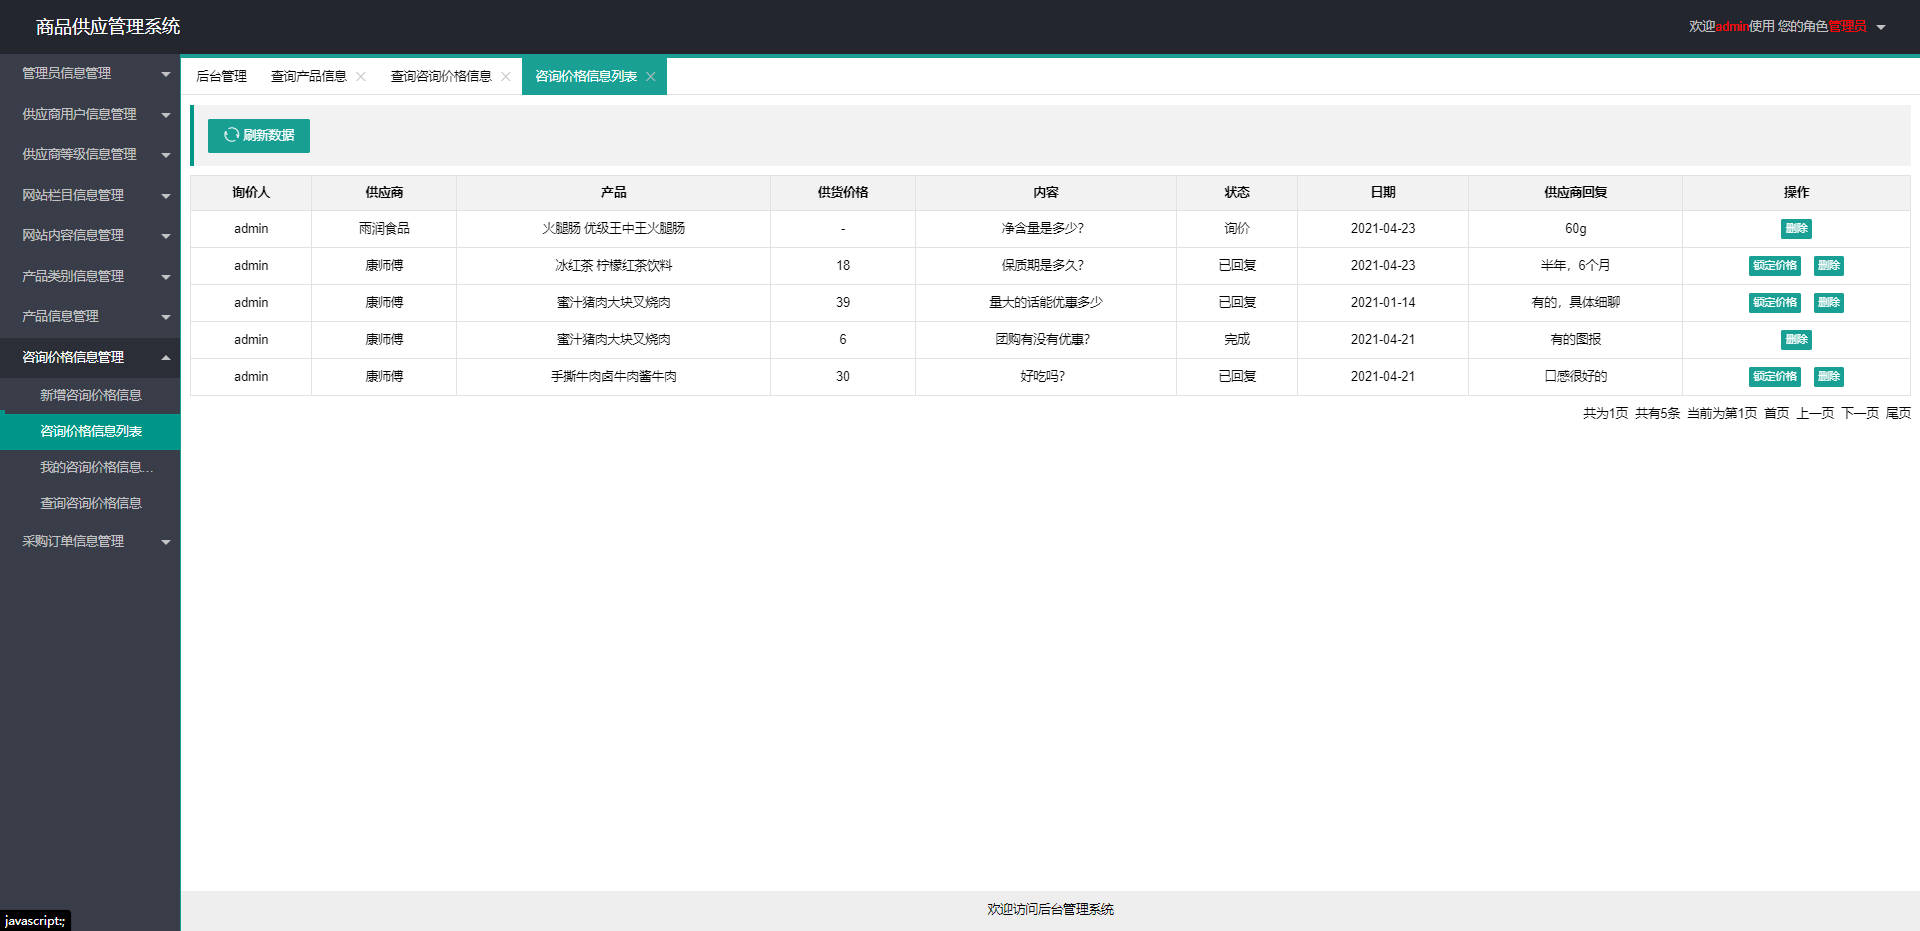 商品供应管理系统
欢迎admin使用 您的角色管理员
管理员信息管理
供应商用户信息管理
供应商等级信息管理
网站栏目信息管理
网站内容信息管理
产品类别信息管理
产品信息管理
咨询价格信息管理
新增咨询价格信息
咨询价格信息列表
我的咨询价格信息...
查询咨询价格信息
采购订单信息管理
后台管理 查询产品信息 查询咨询价格信息 咨询价格信息列表
刷新数据
询价人 供应商 产品 供货价格 内容 状态 日期 供应商回复 操作
admin 雨润食品 火腿肠 优级王中王火腿肠 - 净含量是多少? 询价 2021-04-23 60g 删除
admin 康师傅 冰红茶 柠檬红茶饮料 18 保质期是多久? 已回复 2021-04-23 半年，6个月 锁定价格 删除
admin 康师傅 蜜汁猪肉大块叉烧肉 39 量大的话能优惠多少 已回复 2021-01-14 有的，具体细聊 锁定价格 删除
admin 康师傅 蜜汁猪肉大块叉烧肉 6 团购有没有优惠? 完成 2021-04-21 有的图报 删除
admin 康师傅 手撕牛肉卤牛肉酱牛肉 30 好吃吗? 已回复 2021-04-21 口感很好的 锁定价格 删除
共为1页 共有5条 当前为第1页 首页 上一页 下一页 尾页
欢迎访问后台管理系统
javascript:;